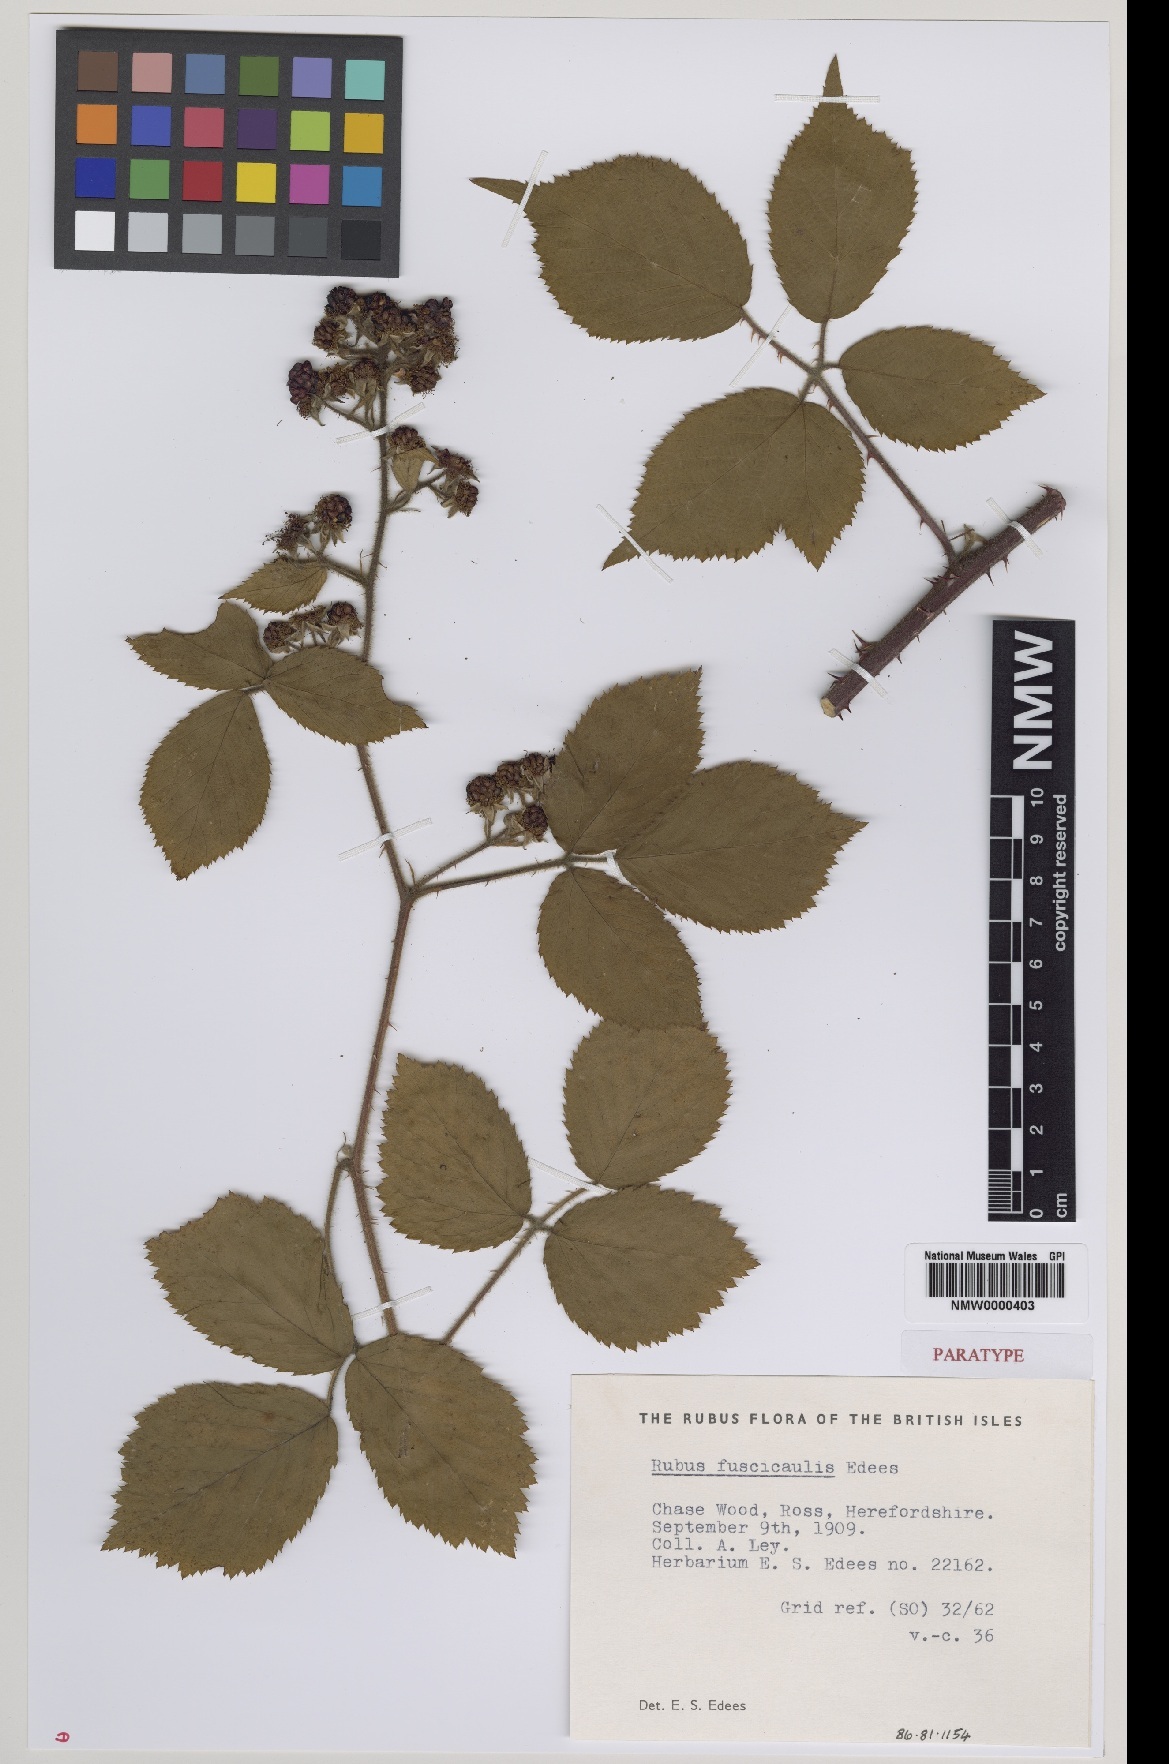 NMW
10
9
8
7
6
5
4
3
2
1
0
cm
copyright reserved
National Museum Wales GPI
NMW0000403
PARATYPE
THE RUBUS FLORA OF THE BRITISH ISLES
Rubus fuscicaulis Edees
Chase Wood, Ross, Herefordshire.
September 9th, 1909.
Coll. A. Ley.
Herbarium E. S. Edees no. 22162.
Grid ref. (SO) 32/62
v.-c. 36
Det. E. S. Edees
86·81·1154